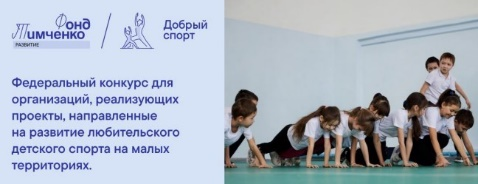 Фонд
Тимченко
РАЗВИТИЕ
Добрый
спорт
Федеральный конкурс для
организаций, реализующих
проекты, направленные
на развитие любительского
детского спорта на малых
территориях.